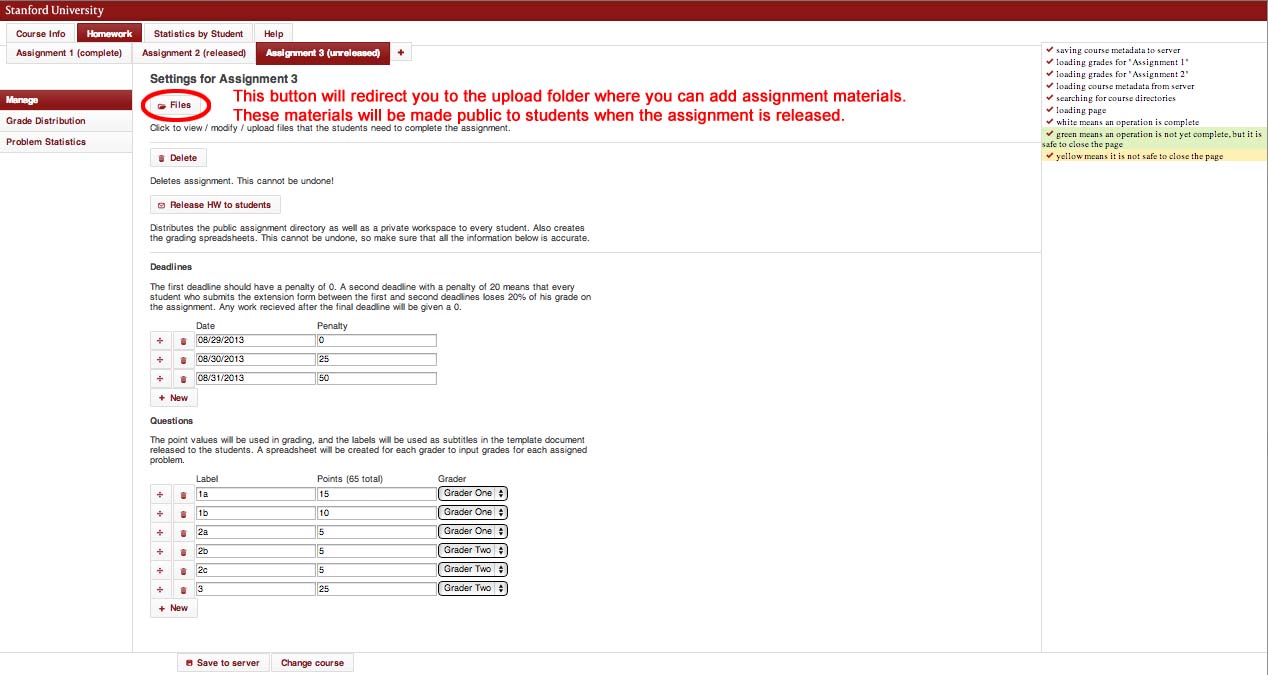 Stanford University
Course Info
Homework
Statistics by Student
Help
Assignment 1 (complete)
Assignment 2 (released)
Assignment 3 (unreleased)
+
Manage
Grade Distribution
Problem Statistics
Settings for Assignment 3
Files
This button will redirect you to the upload folder where you can add assignment materials.
These materials will be made public to students when the assignment is released.
Click to view / modify / upload files that the students need to complete the assignment.
Delete
Deletes assignment. This cannot be undone!
Release HW to students
Distributes the public assignment directory as well as a private workspace to every student. Also creates
the grading spreadsheets. This cannot be undone, so make sure that all the information below is accurate.
Deadlines
The first deadline should have a penalty of 0. A second deadline with a penalty of 20 means that every
student who submits the extension form between the first and second deadlines loses 20% of his grade on
the assignment. Any work recieved after the final deadline will be given a 0.
Date Penalty
08/29/2013 0
08/30/2013 25
08/31/2013 50
+ New
Questions
The point values will be used in grading, and the labels will be used as subtitles in the template document
released to the students. A spreadsheet will be created for each grader to input grades for each assigned
problem.
Label Points (65 total) Grader
1a 15 Grader One
1b 10 Grader One
2a 5 Grader One
2b 5 Grader Two
2c 5 Grader Two
3 25 Grader Two
+ New
Save to server
Change course
saving course metadata to server
loading grades for "Assignment 1"
loading grades for "Assignment 2"
loading course metadata from server
searching for course directories
loading page
white means an operation is complete
green means an operation is not yet complete, but it is
safe to close the page
yellow means it is not safe to close the page